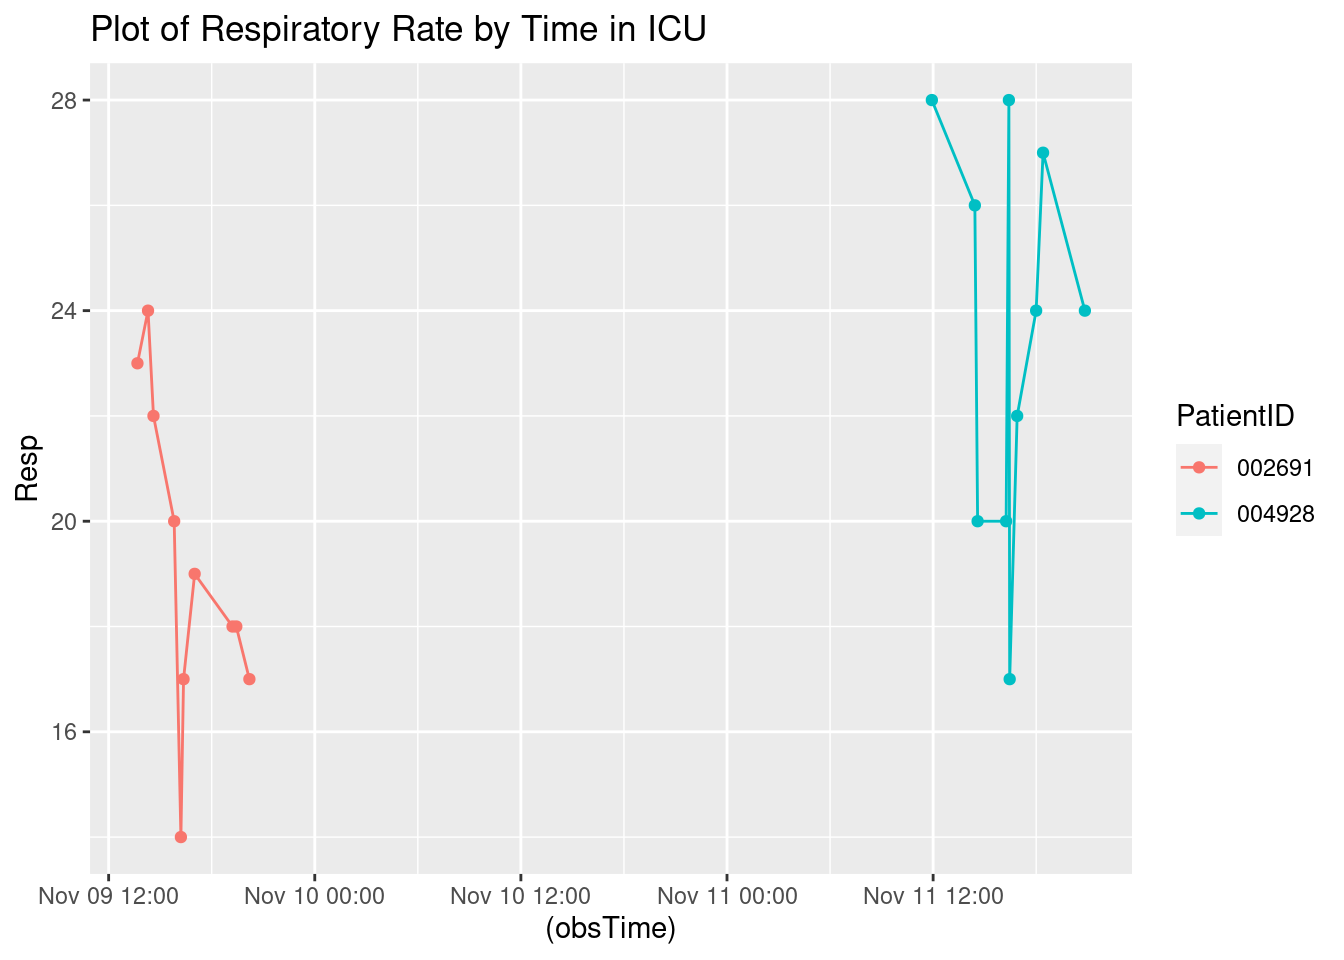 Plot of Respiratory Rate by Time in ICU
28
24
20
16
Resp
Nov 09 12:00 Nov 10 00:00 Nov 10 12:00 Nov 11 00:00 Nov 11 12:00
(obsTime)
PatientID
002691
004928